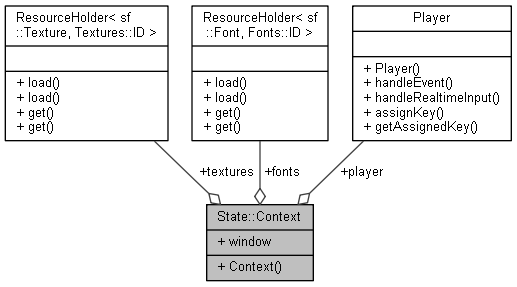 ResourceHolder< sf
::Texture, Textures::ID >
+ load()
+ load()
+ get()
+ get()
ResourceHolder< sf
::Font, Fonts::ID >
+ load()
+ load()
+ get()
+ get()
Player
+ Player()
+ handleEvent()
+ handleRealtimeInput()
+ assignKey()
+ getAssignedKey()
+textures
+fonts
+player
State::Context
+ window
+ Context()